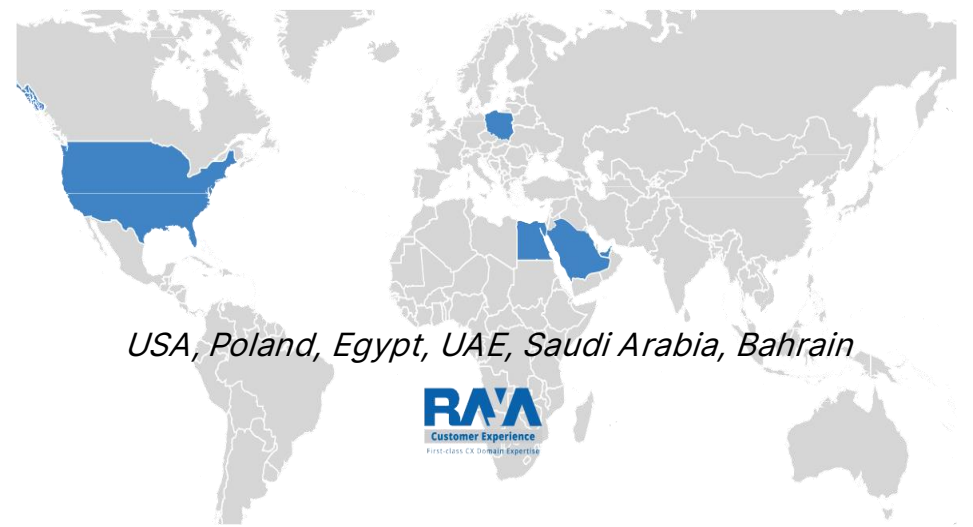 USA, Poland, Egypt, UAE, Saudi Arabia, Bahrain
RAYA
Customer Experience
First-class CX Domain Expertise